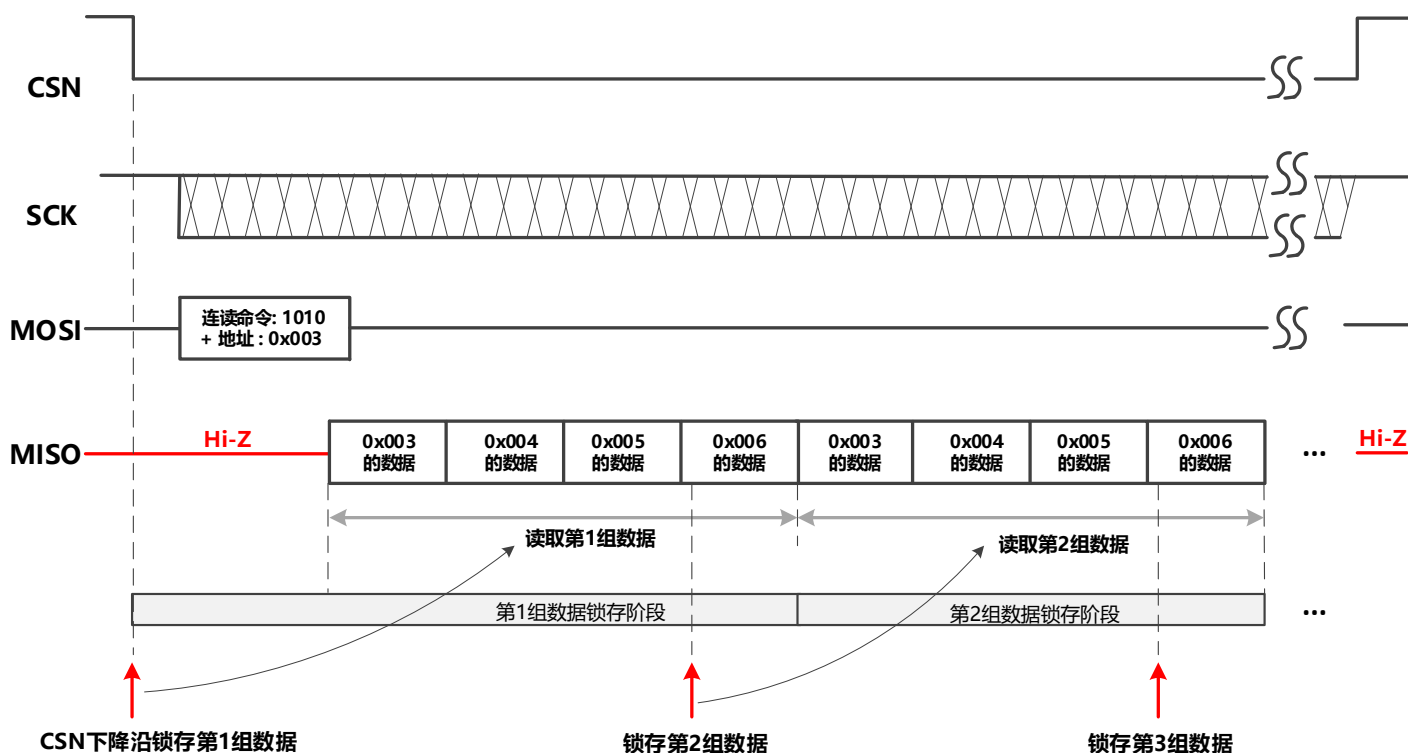 CSN
SCK
MOSI
连读命令: 1010
+ 地址 : 0x003
MISO
Hi-Z
0x003
的数据
0x004
的数据
0x005
的数据
0x006
的数据
0x003
的数据
0x004
的数据
0x005
的数据
0x006
的数据
...
Hi-Z
读取第1组数据
读取第2组数据
第1组数据锁存阶段
第2组数据锁存阶段
...
CSN下降沿锁存第1组数据
锁存第2组数据
锁存第3组数据